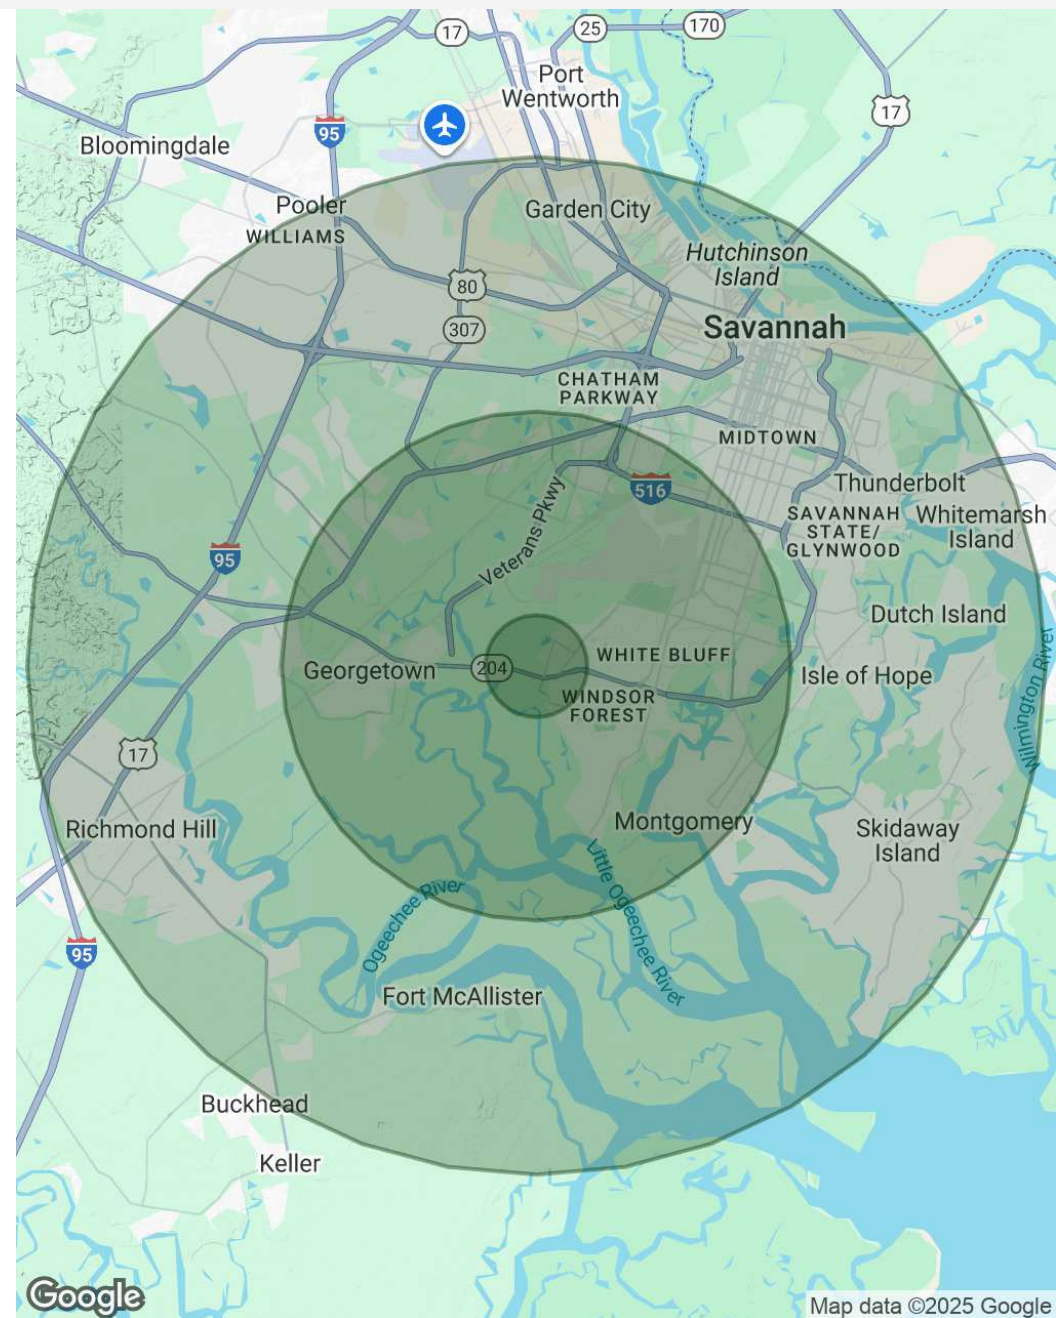 17
25
170
Port
Wentworth
17
95
Bloomingdale
Pooler
WILLIAMS
Garden City
Hutchinson
Island
80
307
Savannah
CHATHAM
PARKWAY
MIDTOWN
516
Thunderbolt
SAVANNAH
STATE/
GLYNWOOD
Whitemarsh
Island
Veterans Pkwy
95
Dutch Island
Georgetown
204
WHITE BLUFF
Isle of Hope
WINDSOR
FOREST
Wilmington River
17
Richmond Hill
Montgomery
Skidaway
Island
Ogeechee River
Little Ogeechee River
95
Fort McAllister
Buckhead
Keller
Google
Map data ©2025 Google